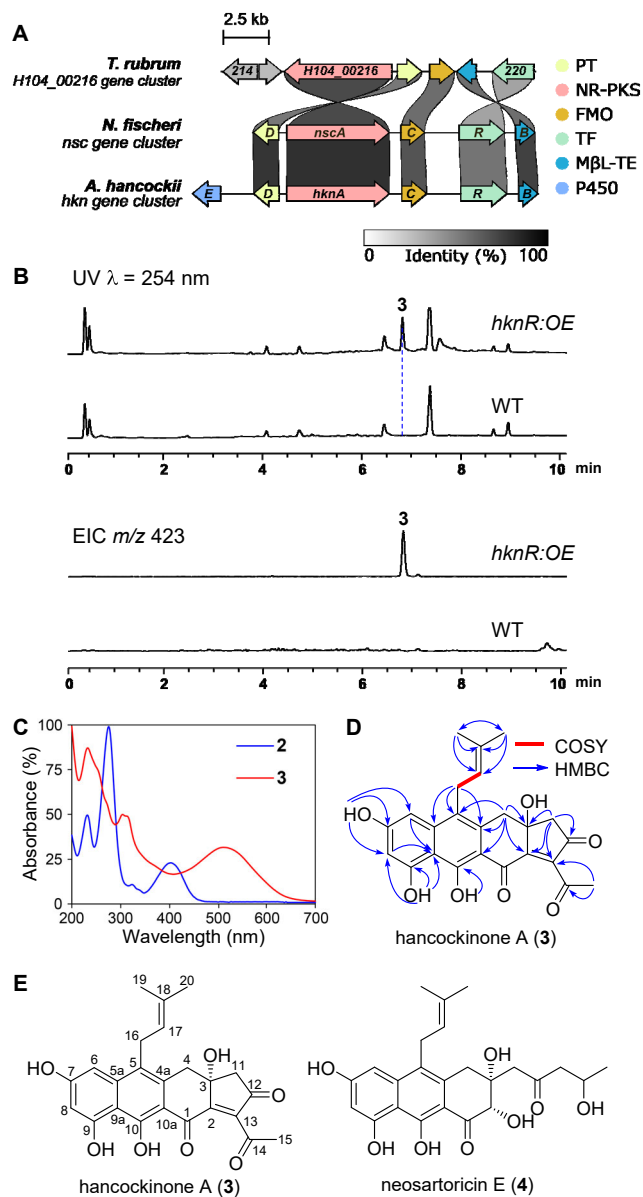 A
2.5 kb
T. rubrum
H104_00216 gene cluster
214 H104_00216 220
N. fischeri
nsc gene cluster
D nscA C R B
A. hancockii
hkn gene cluster
E D hknA C R B
PT
NR-PKS
FMO
TF
MβL-TE
P450
0 Identity (%) 100
B
UV λ = 254 nm
3
hknR:OE
WT
0 2 4 6 8 10 min
EIC m/z 423
3
hknR:OE
WT
0 2 4 6 8 10 min
C
Absorbance (%)
100
75
50
25
0
2
3
200 300 400 500 600 700
Wavelength (nm)
D
COSY
HMBC
HO
OH
O
OH OH O
O
hancockinone A (3)
E
19 20
18
17
16
HO 7 6 5a 5 4a 4 OH 3 11 12 O
8 9 9a 10 10a 1 2 13
OH OH O 14 15
O
hancockinone A (3)
HO
OH
O OH
OH OH O OH
neosartoricin E (4)